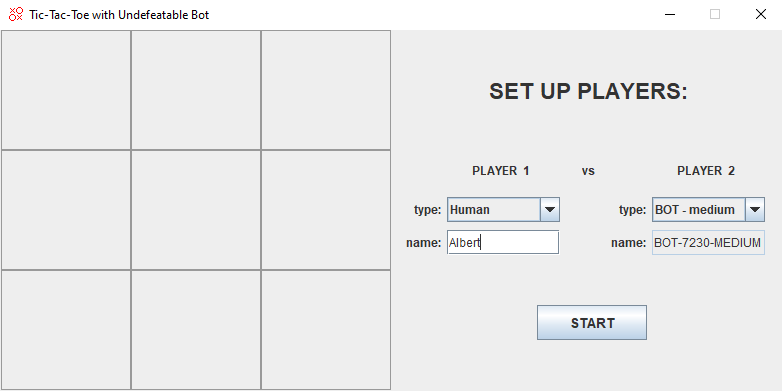 Tic-Tac-Toe with Undefeatable Bot
SET UP PLAYERS:
PLAYER 1 vs PLAYER 2
type: Human type: BOT - medium
name: Albert name: BOT-7230-MEDIUM
START